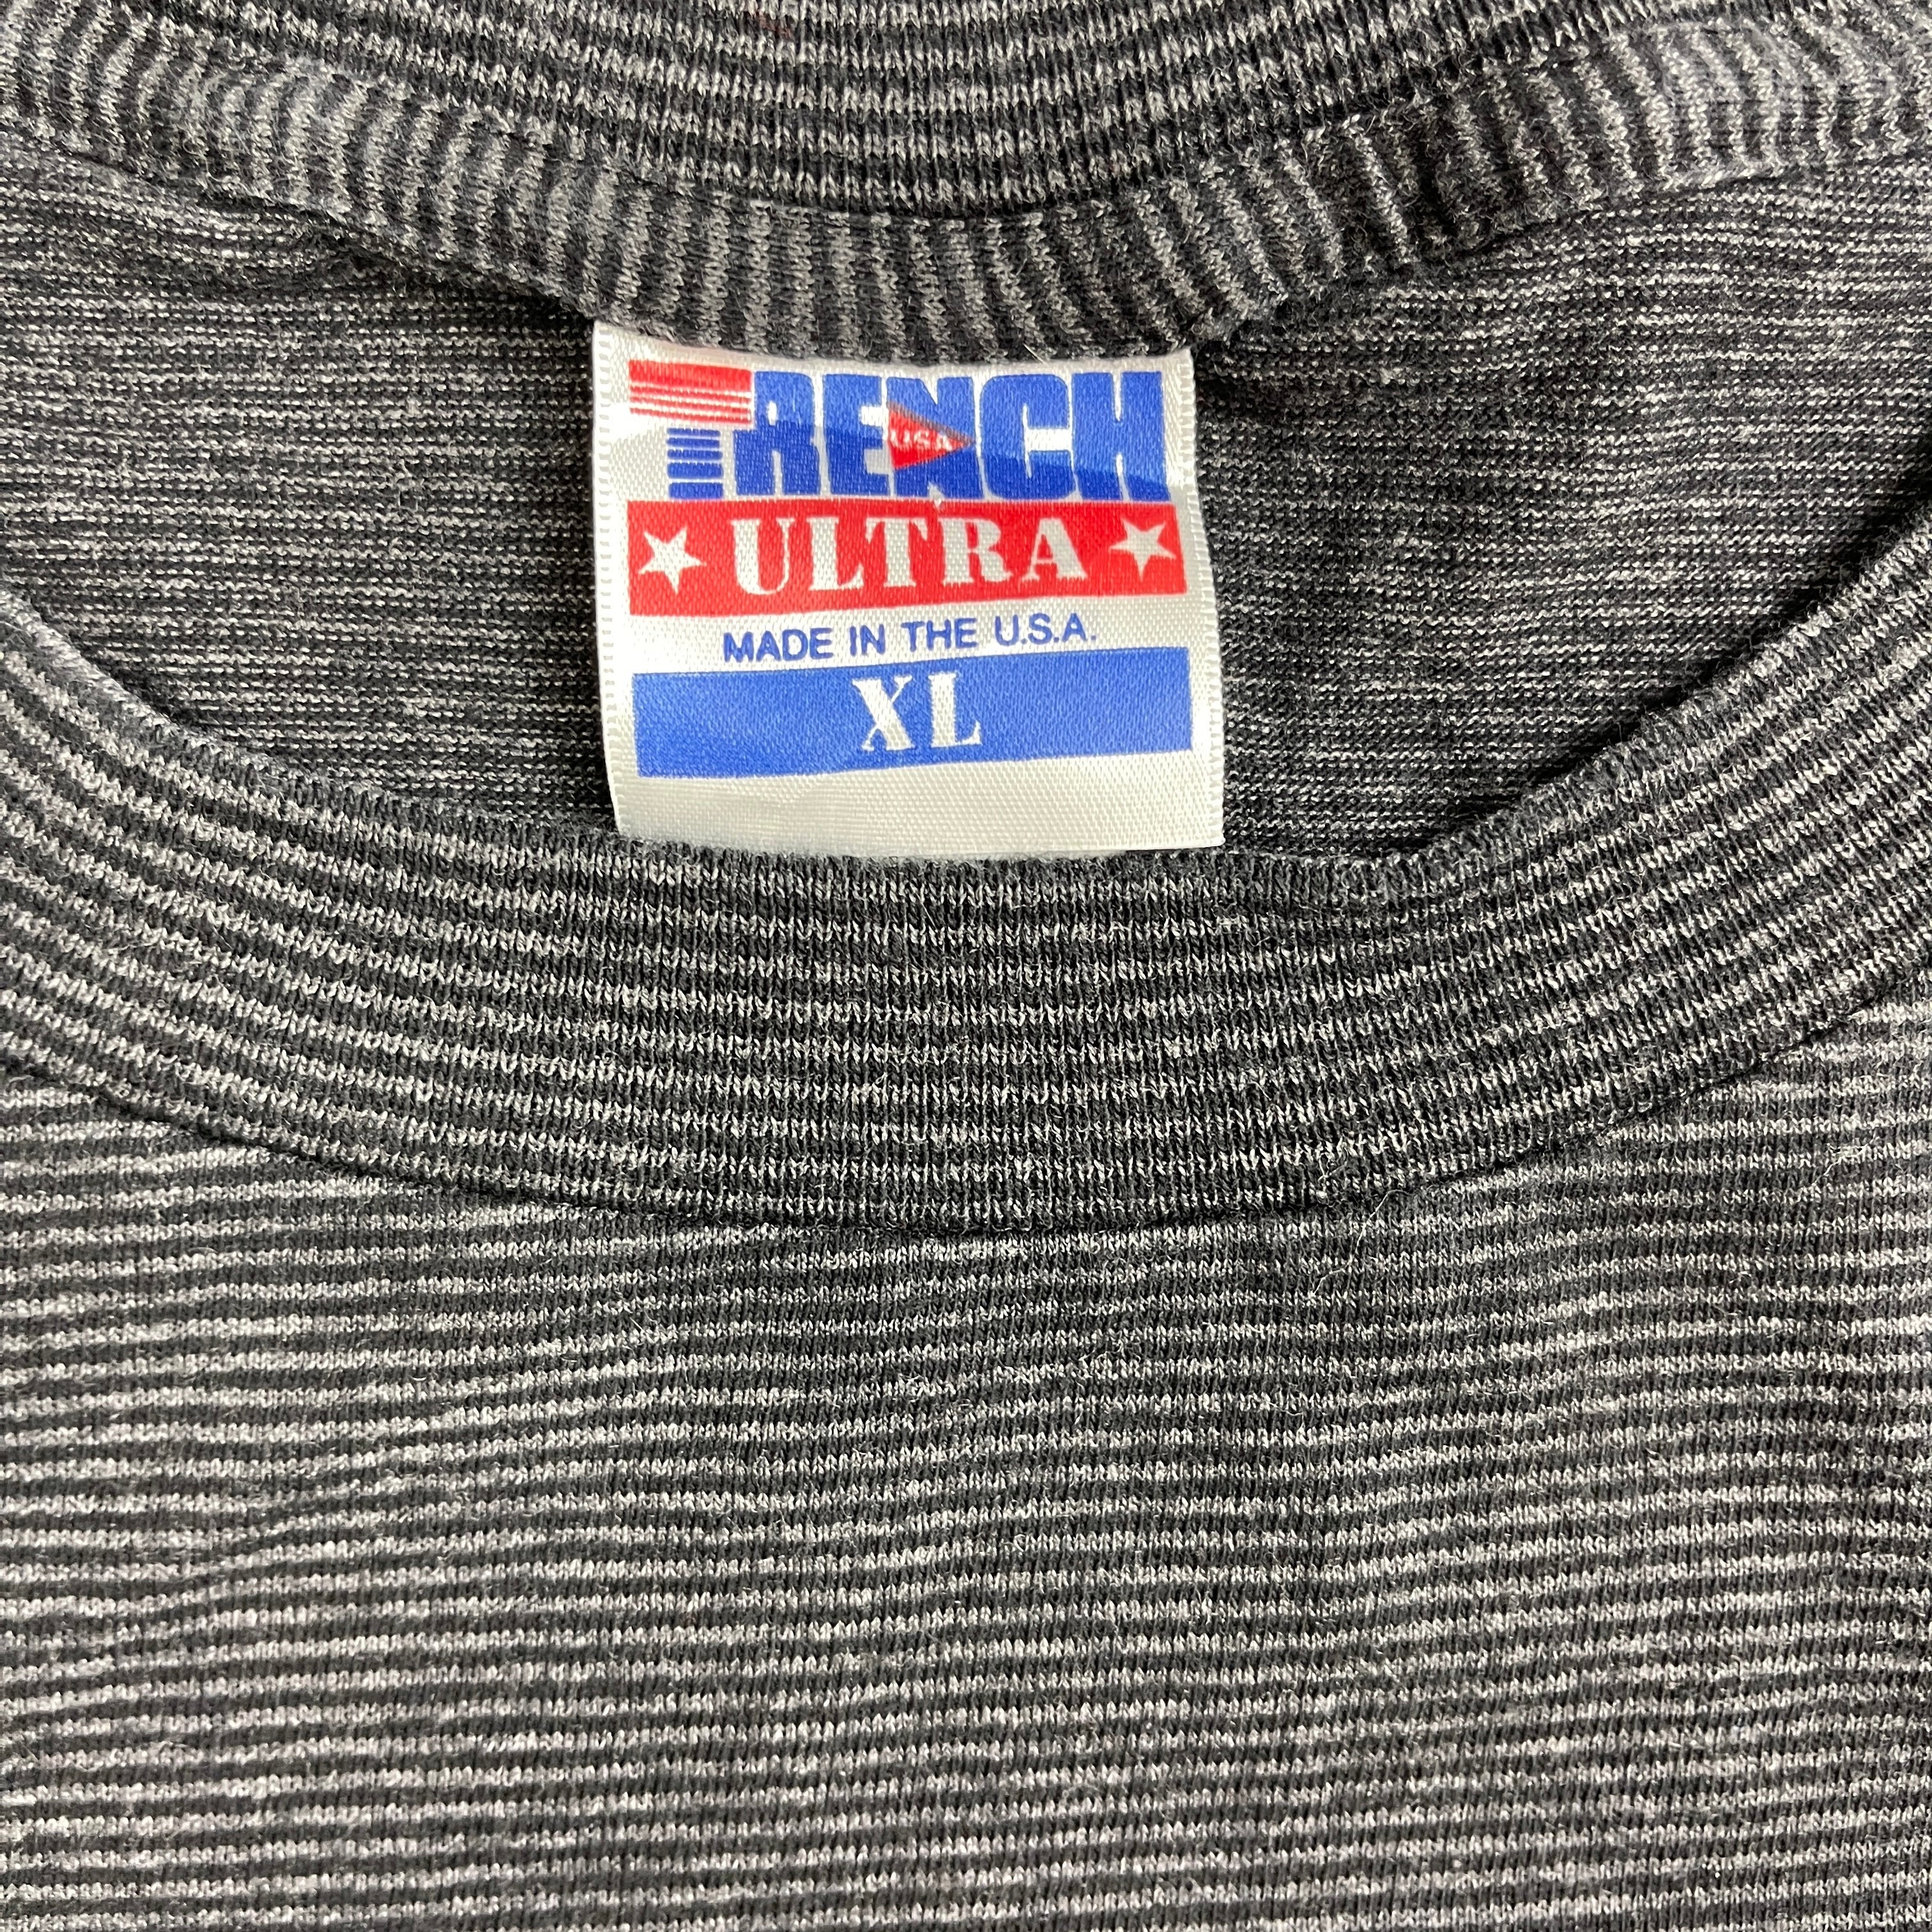 TRENCH
USA
ULTRA
MADE IN THE U.S.A.
XL